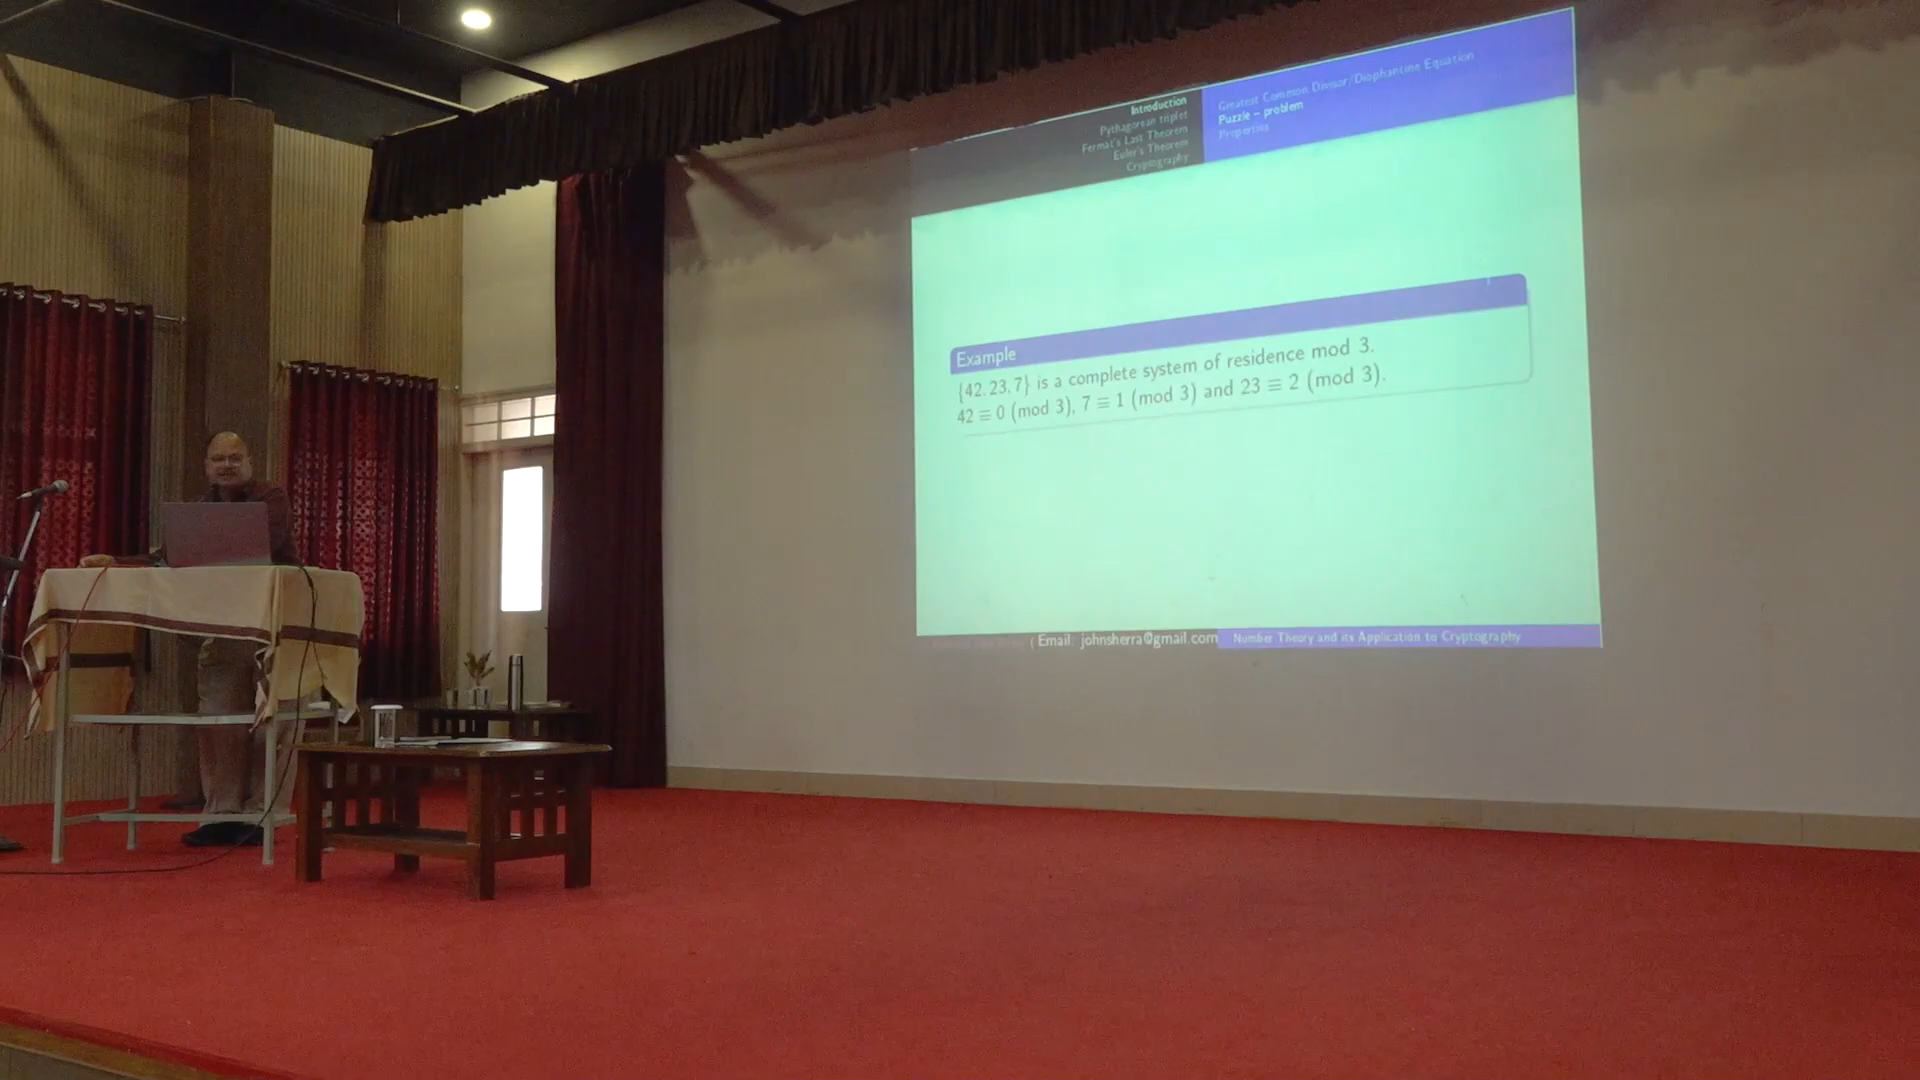 Introduction
Pythagorean triplet
Fermat's Last Theorem
Euler's Theorem
Cryptography
Greatest Common Divisor/Diophantine Equation
Puzzle – problem
Properties
Example
{42, 23, 7} is a complete system of residence mod 3.
42 ≡ 0 (mod 3), 7 ≡ 1 (mod 3) and 23 ≡ 2 (mod 3).
( Email: johnsherra@gmail.com
Number Theory and its Application to Cryptography